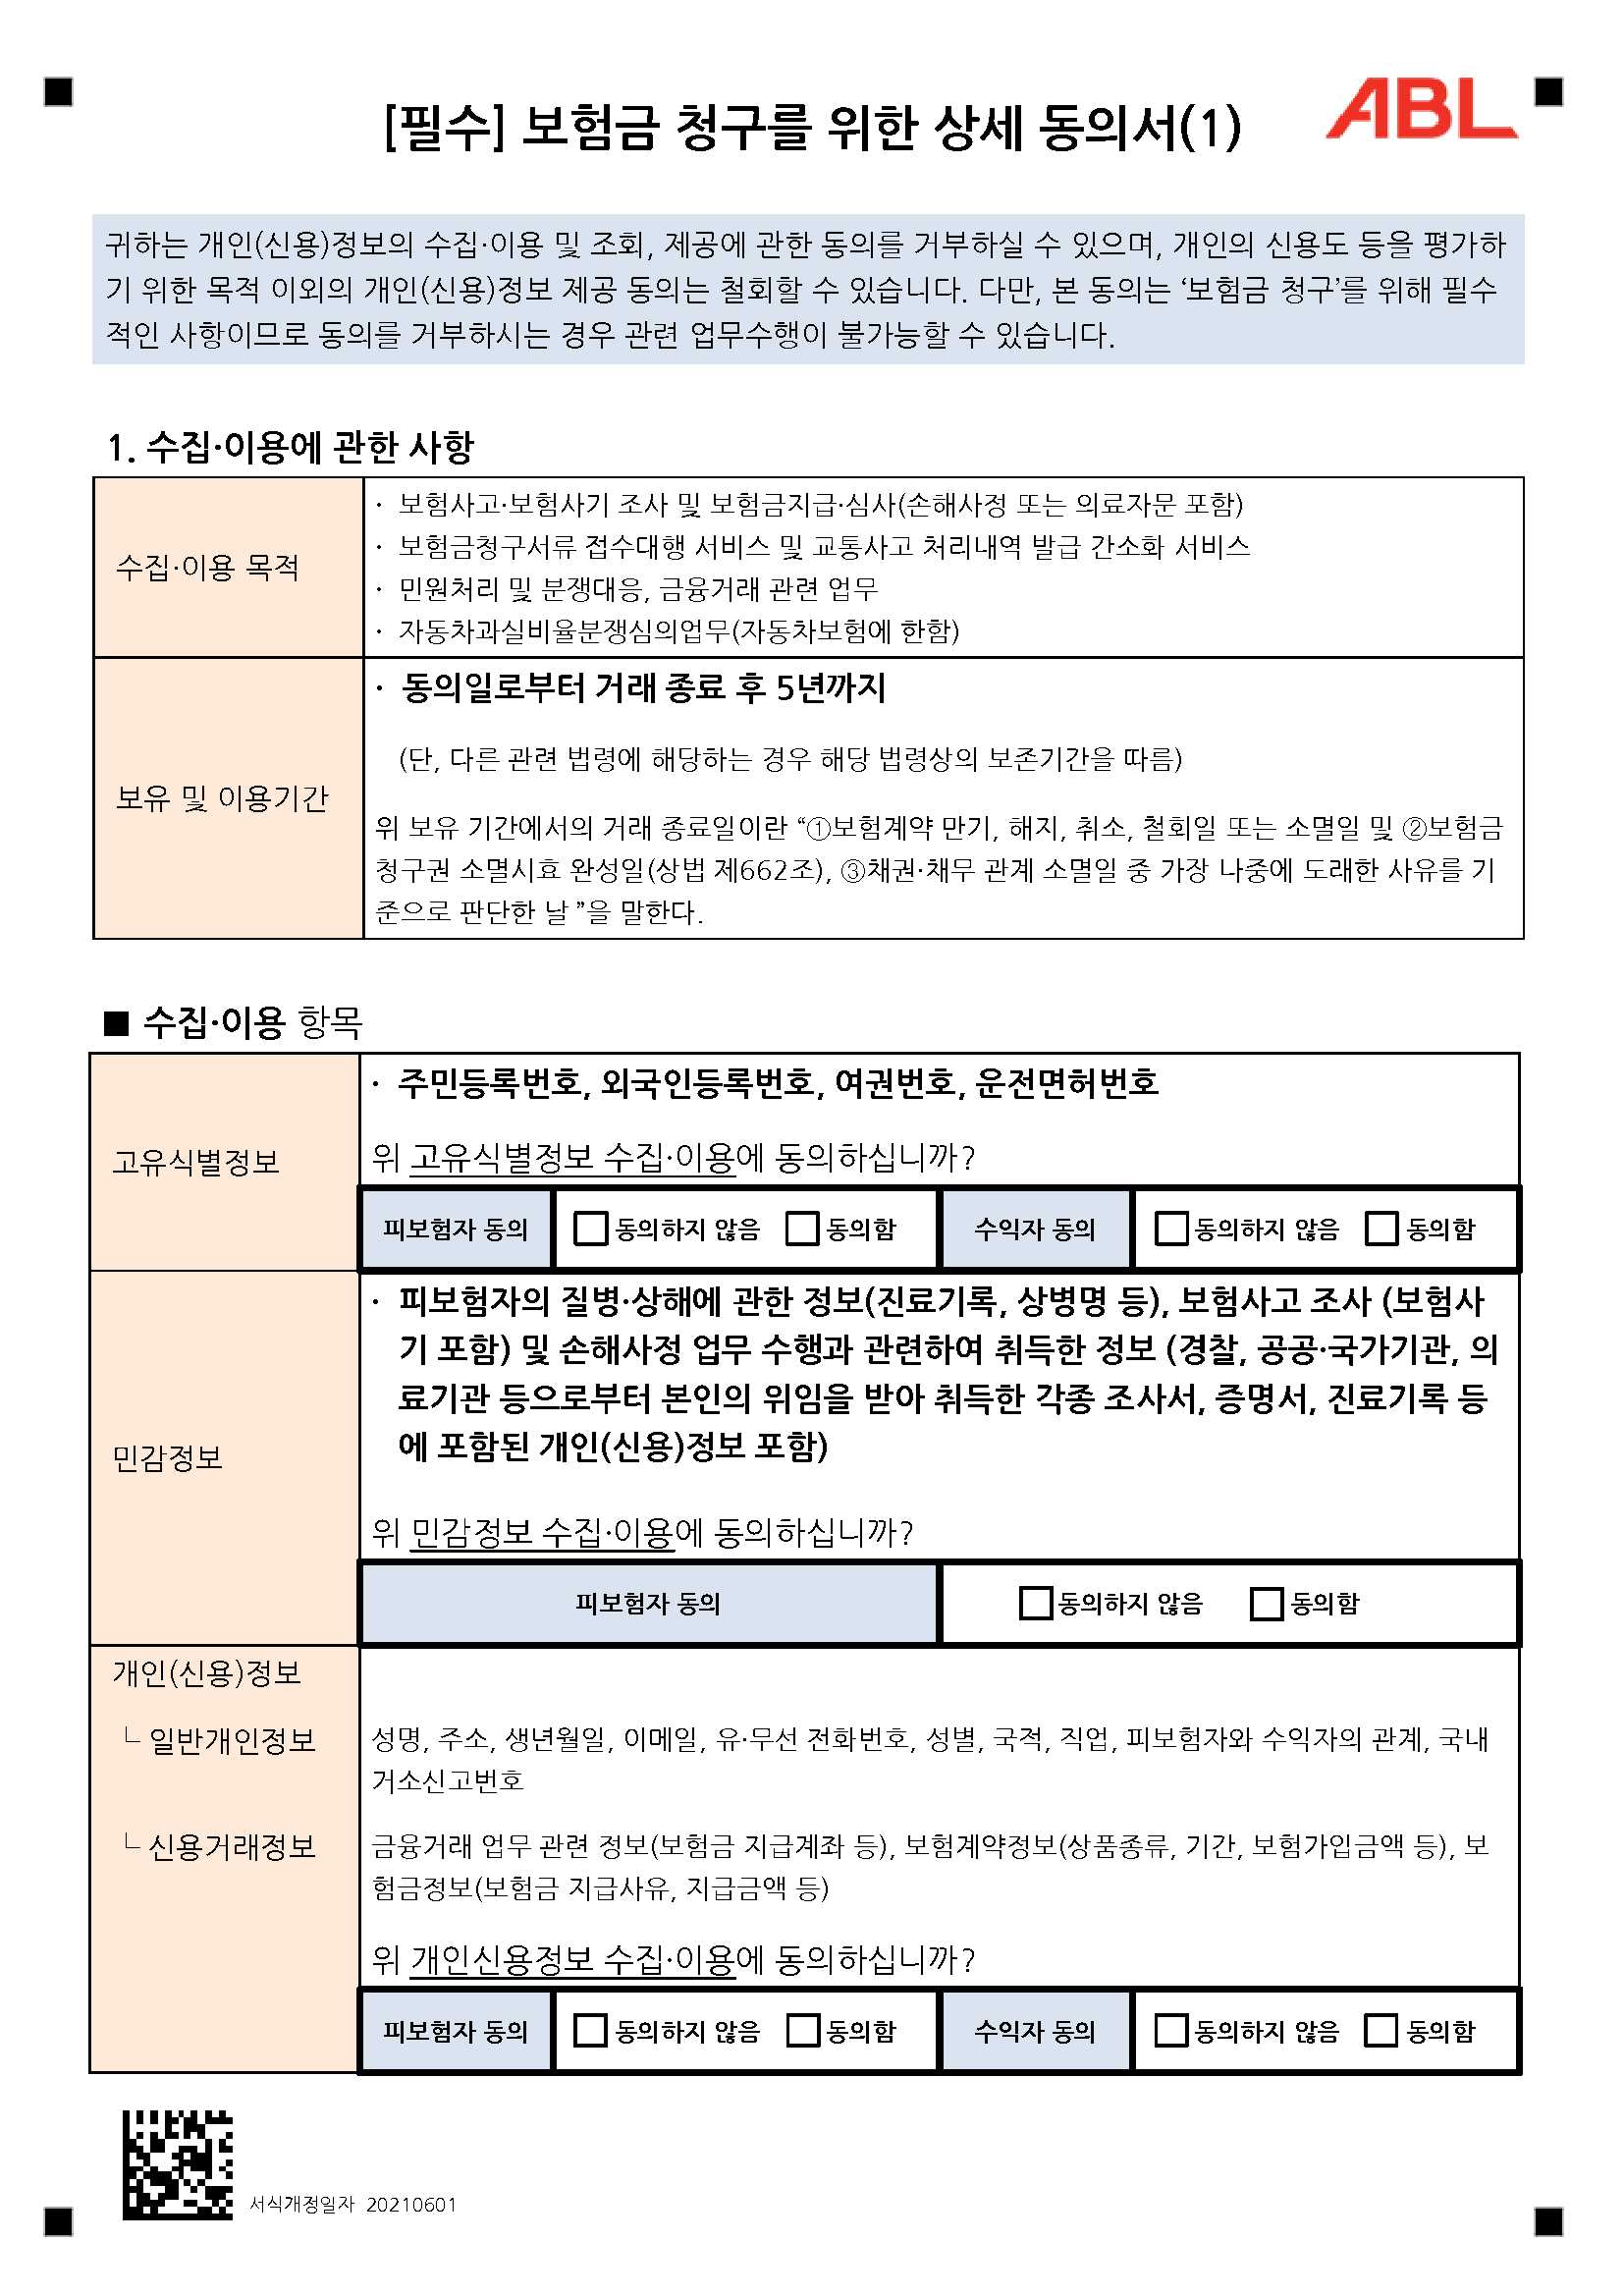 [필수] 보험금 청구를 위한 상세 동의서(1)
ABL
귀하는 개인(신용)정보의 수집·이용 및 조회, 제공에 관한 동의를 거부하실 수 있으며, 개인의 신용도 등을 평가하
기 위한 목적 이외의 개인(신용)정보 제공 동의는 철회할 수 있습니다. 다만, 본 동의는 ‘보험금 청구’를 위해 필수
적인 사항이므로 동의를 거부하시는 경우 관련 업무수행이 불가능할 수 있습니다.
1. 수집·이용에 관한 사항
수집·이용 목적
· 보험사고·보험사기 조사 및 보험금지급·심사(손해사정 또는 의료자문 포함)
· 보험금청구서류 접수대행 서비스 및 교통사고 처리내역 발급 간소화 서비스
· 민원처리 및 분쟁대응, 금융거래 관련 업무
· 자동차과실비율분쟁심의업무(자동차보험에 한함)
보유 및 이용기간
· 동의일로부터 거래 종료 후 5년까지
(단, 다른 관련 법령에 해당하는 경우 해당 법령상의 보존기간을 따름)
위 보유 기간에서의 거래 종료일이란 “①보험계약 만기, 해지, 취소, 철회일 또는 소멸일 및 ②보험금
청구권 소멸시효 완성일(상법 제662조), ③채권·채무 관계 소멸일 중 가장 나중에 도래한 사유를 기
준으로 판단한 날 ”을 말한다.
■ 수집·이용 항목
고유식별정보
· 주민등록번호, 외국인등록번호, 여권번호, 운전면허번호
위 고유식별정보 수집·이용에 동의하십니까?
피보험자 동의 □ 동의하지 않음 □ 동의함 수익자 동의 □ 동의하지 않음 □ 동의함
민감정보
· 피보험자의 질병·상해에 관한 정보(진료기록, 상병명 등), 보험사고 조사 (보험사
기 포함) 및 손해사정 업무 수행과 관련하여 취득한 정보 (경찰, 공공·국가기관, 의
료기관 등으로부터 본인의 위임을 받아 취득한 각종 조사서, 증명서, 진료기록 등
에 포함된 개인(신용)정보 포함)
위 민감정보 수집·이용에 동의하십니까?
피보험자 동의 □ 동의하지 않음 □ 동의함
개인(신용)정보
└ 일반개인정보
성명, 주소, 생년월일, 이메일, 유·무선 전화번호, 성별, 국적, 직업, 피보험자와 수익자의 관계, 국내
거소신고번호
└ 신용거래정보
금융거래 업무 관련 정보(보험금 지급계좌 등), 보험계약정보(상품종류, 기간, 보험가입금액 등), 보
험금정보(보험금 지급사유, 지급금액 등)
위 개인신용정보 수집·이용에 동의하십니까?
피보험자 동의 □ 동의하지 않음 □ 동의함 수익자 동의 □ 동의하지 않음 □ 동의함
서식개정일자 20210601